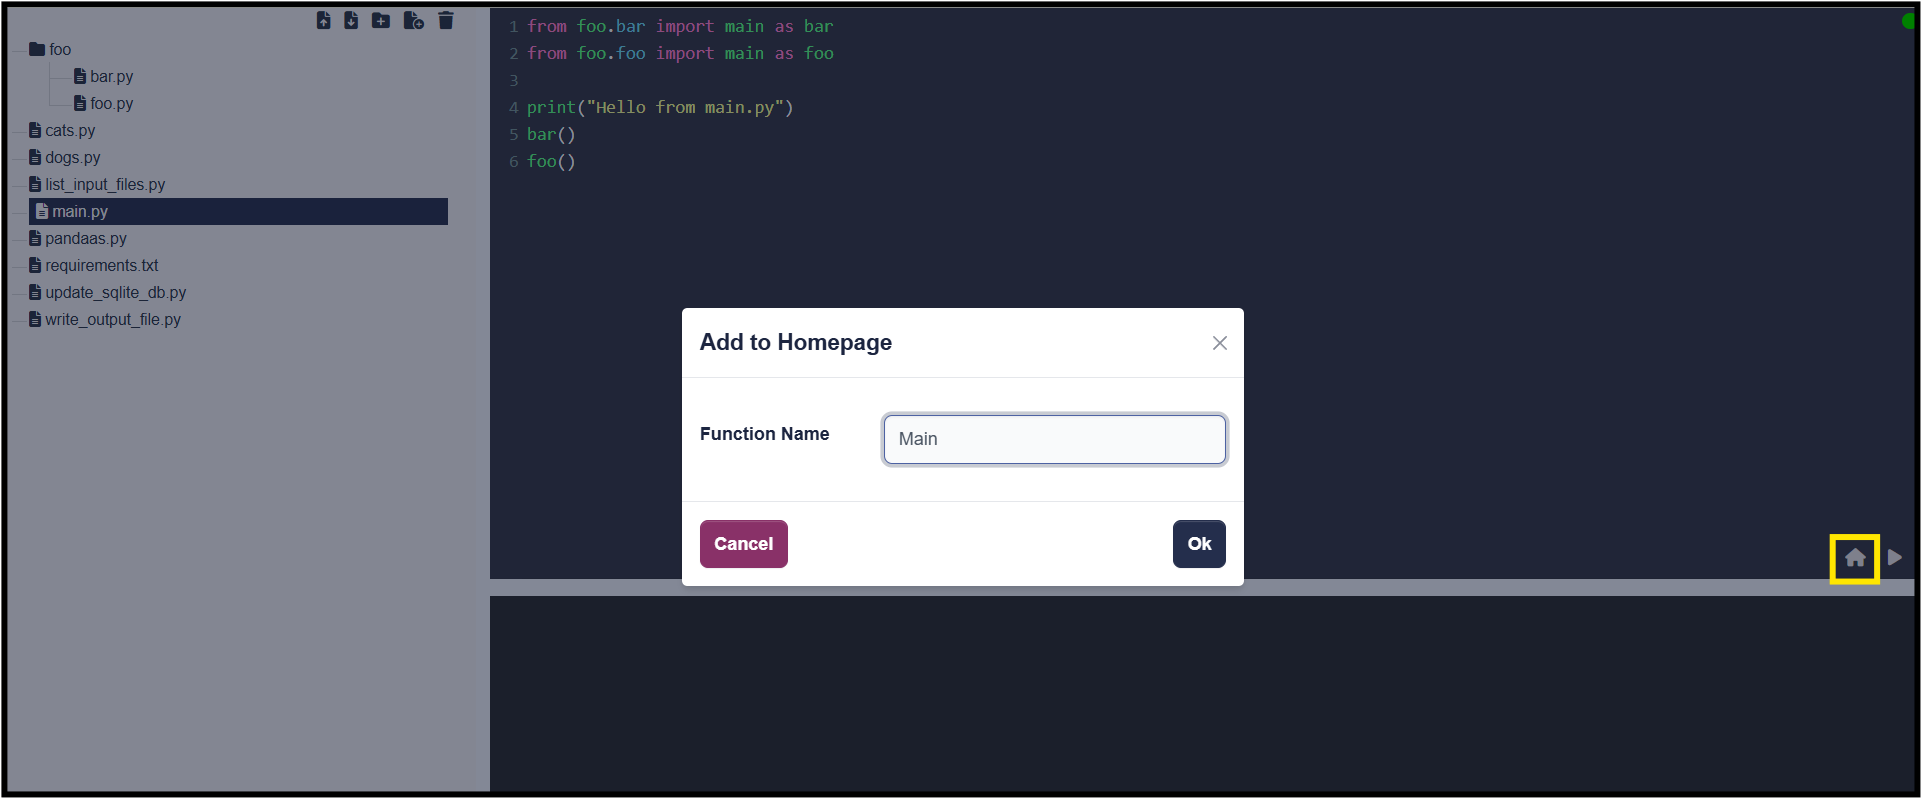 foo
bar.py
foo.py
cats.py
dogs.py
list_input_files.py
main.py
pandaas.py
requirements.txt
update_sqlite_db.py
write_output_file.py
1 from foo.bar import main as bar
2 from foo.foo import main as foo
3
4 print("Hello from main.py")
5 bar()
6 foo()
Add to Homepage
Function Name
Main
Cancel
Ok